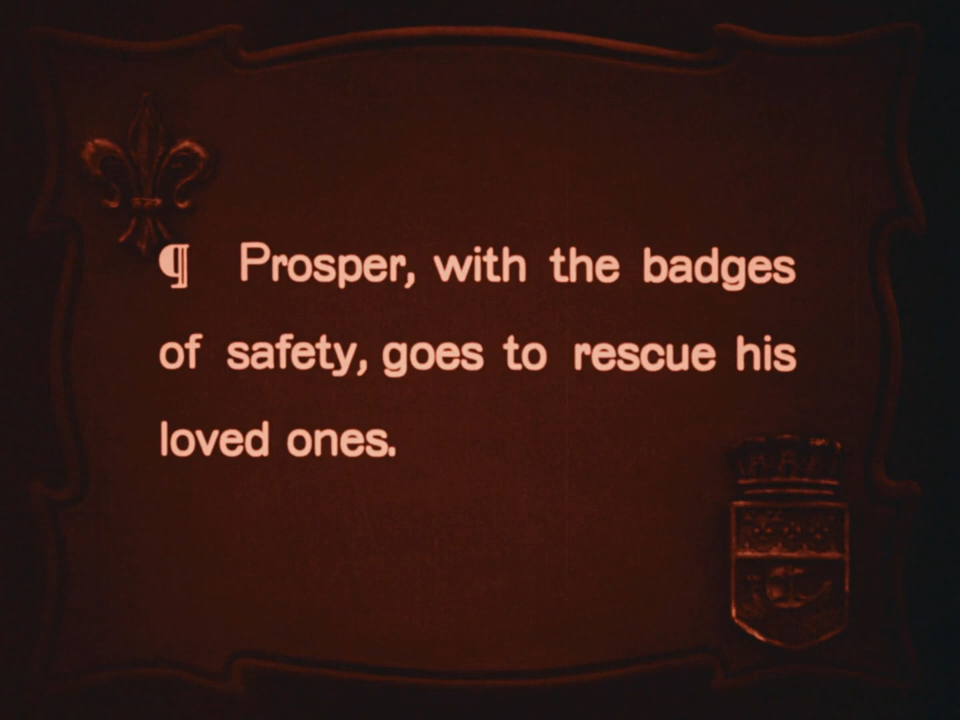 ¶ Prosper, with the badges
of safety, goes to rescue his
loved ones.